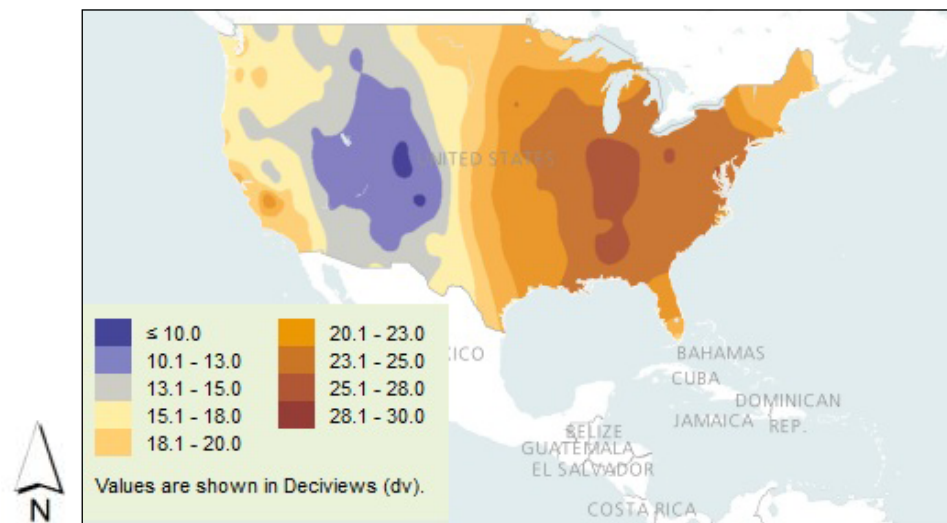 UNITED STATES
≤ 10.0
10.1 - 13.0
13.1 - 15.0
15.1 - 18.0
18.1 - 20.0
20.1 - 23.0
23.1 - 25.0
25.1 - 28.0
28.1 - 30.0
Values are shown in Deciviews (dv).
XICO
BAHAMAS
CUBA
DOMINICAN
REP.
JAMAICA
BELIZE
GUATEMALA
EL SALVADOR
COSTA RICA
N